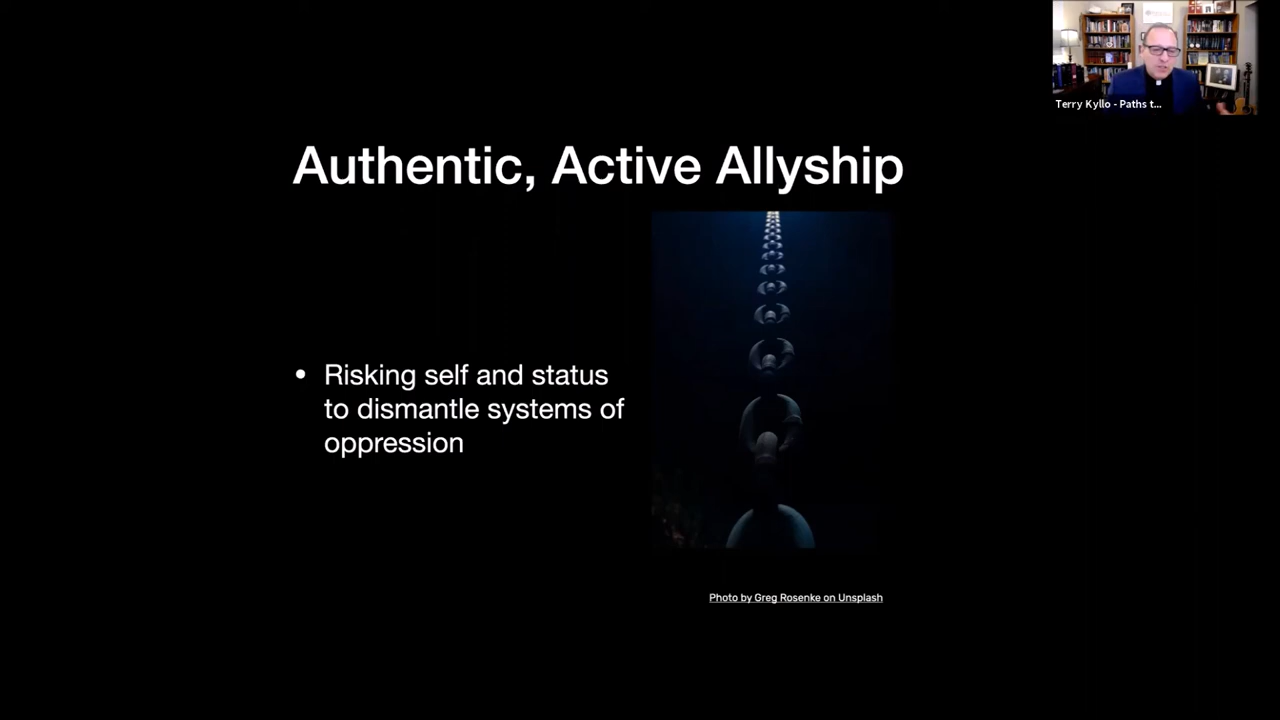 Terry Kyllo - Paths t...
Authentic, Active Allyship
• Risking self and status
to dismantle systems of
oppression
Photo by Greg Rosenke on Unsplash